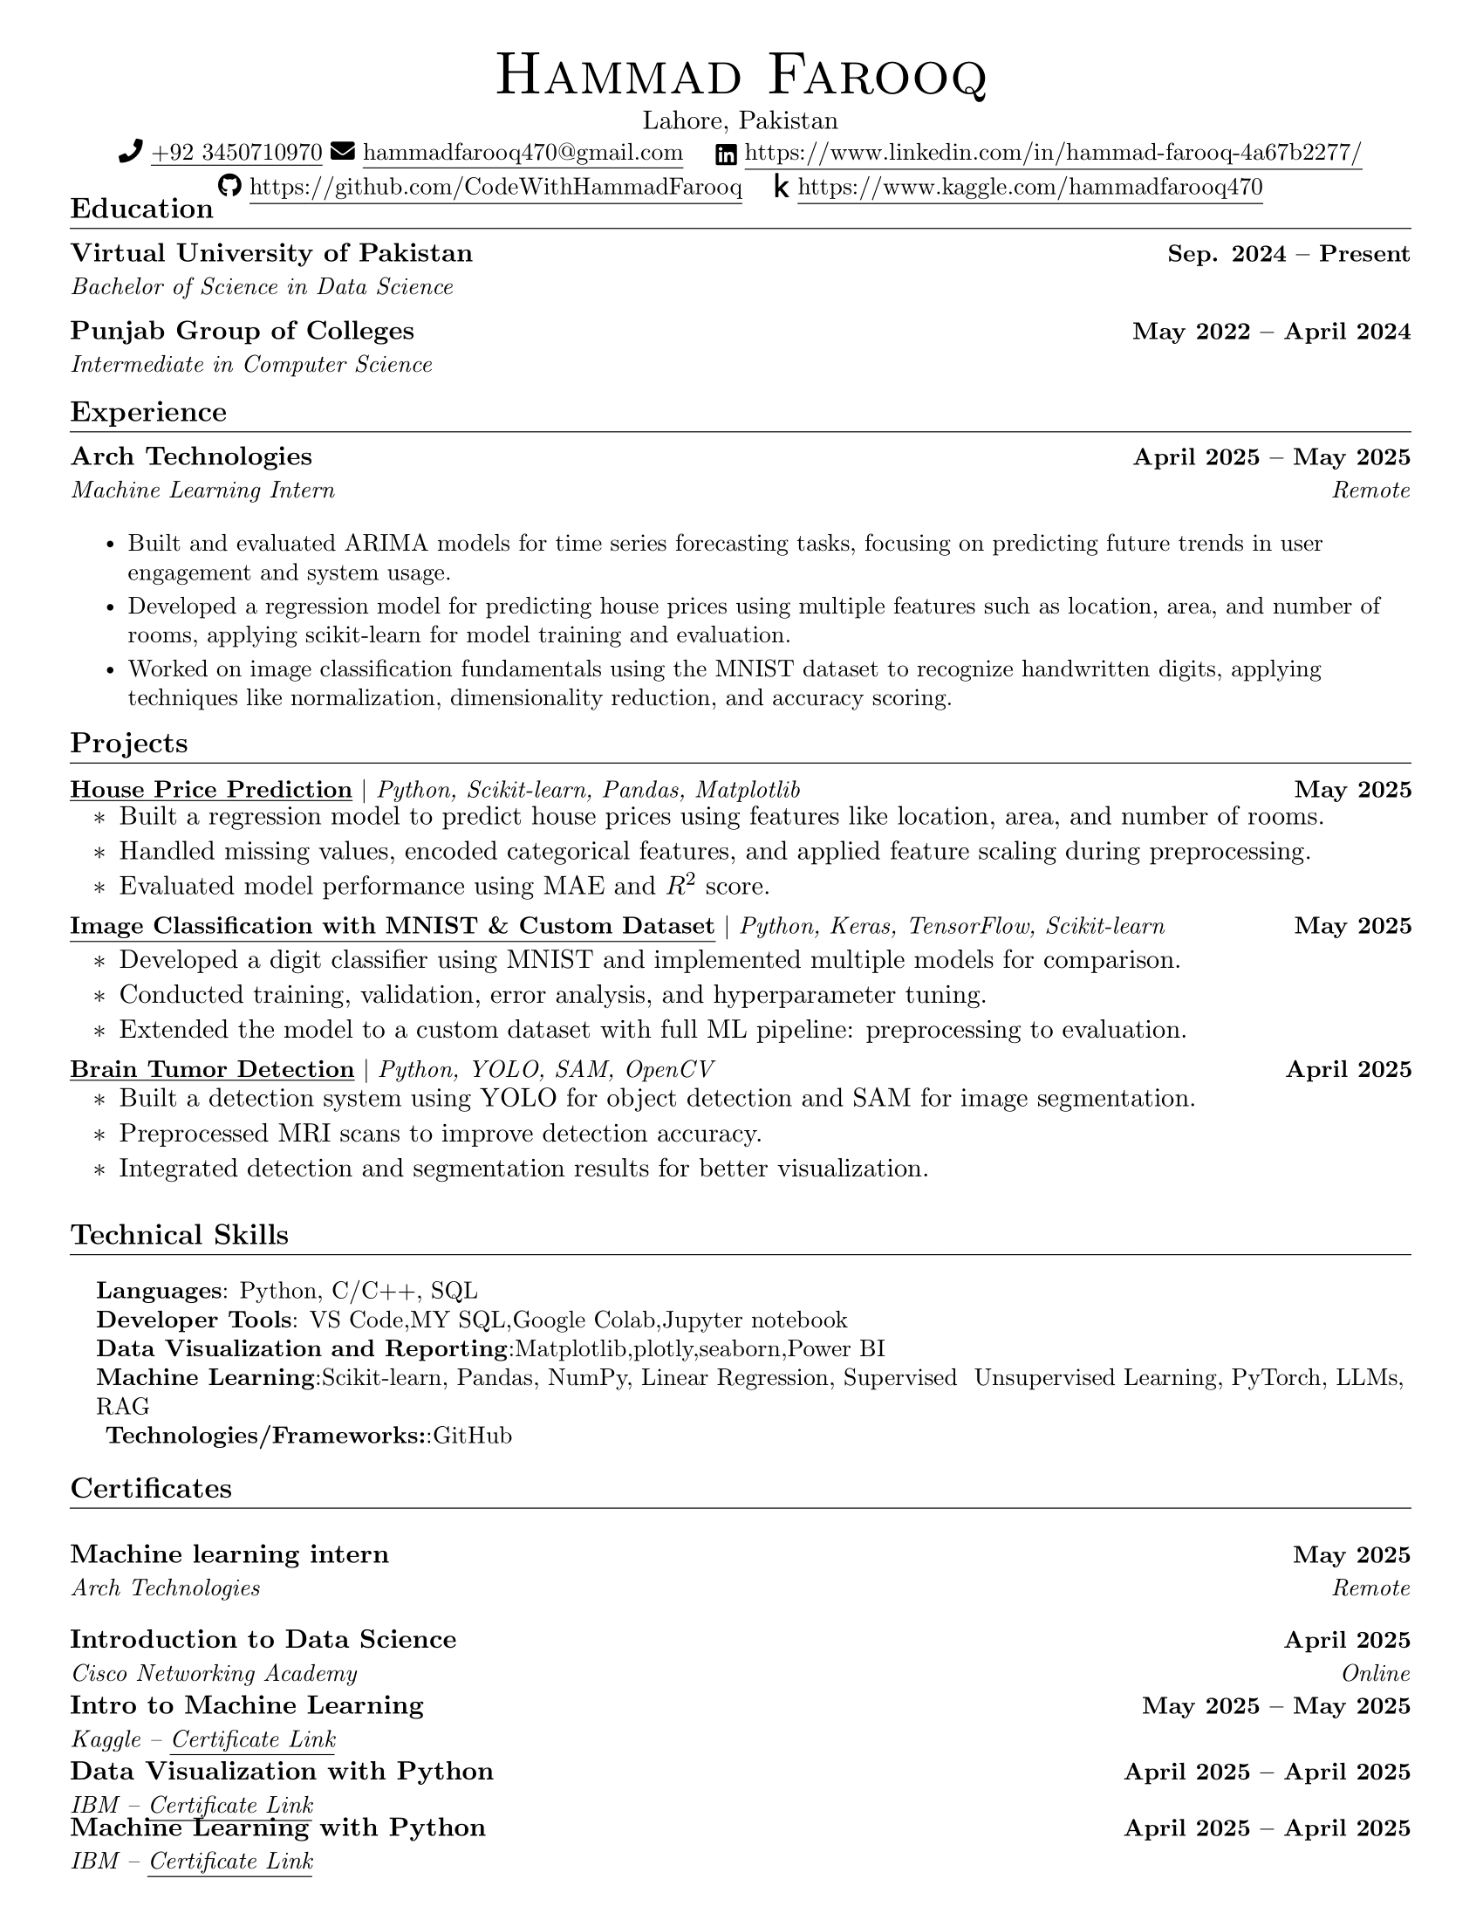 Hammad Farooq
Lahore, Pakistan
+92 3450710970 hammadfarooq470@gmail.com https://www.linkedin.com/in/hammad-farooq-4a67b2277/
https://github.com/CodeWithHammadFarooq k https://www.kaggle.com/hammadfarooq470
Education
Virtual University of Pakistan Sep. 2024 – Present
Bachelor of Science in Data Science
Punjab Group of Colleges May 2022 – April 2024
Intermediate in Computer Science
Experience
Arch Technologies April 2025 – May 2025
Machine Learning Intern Remote
• Built and evaluated ARIMA models for time series forecasting tasks, focusing on predicting future trends in user
engagement and system usage.
• Developed a regression model for predicting house prices using multiple features such as location, area, and number of
rooms, applying scikit-learn for model training and evaluation.
• Worked on image classification fundamentals using the MNIST dataset to recognize handwritten digits, applying
techniques like normalization, dimensionality reduction, and accuracy scoring.
Projects
House Price Prediction | Python, Scikit-learn, Pandas, Matplotlib May 2025
* Built a regression model to predict house prices using features like location, area, and number of rooms.
* Handled missing values, encoded categorical features, and applied feature scaling during preprocessing.
* Evaluated model performance using MAE and R² score.
Image Classification with MNIST & Custom Dataset | Python, Keras, TensorFlow, Scikit-learn May 2025
* Developed a digit classifier using MNIST and implemented multiple models for comparison.
* Conducted training, validation, error analysis, and hyperparameter tuning.
* Extended the model to a custom dataset with full ML pipeline: preprocessing to evaluation.
Brain Tumor Detection | Python, YOLO, SAM, OpenCV April 2025
* Built a detection system using YOLO for object detection and SAM for image segmentation.
* Preprocessed MRI scans to improve detection accuracy.
* Integrated detection and segmentation results for better visualization.
Technical Skills
Languages: Python, C/C++, SQL
Developer Tools: VS Code,MY SQL,Google Colab,Jupyter notebook
Data Visualization and Reporting:Matplotlib,plotly,seaborn,Power BI
Machine Learning:Scikit-learn, Pandas, NumPy, Linear Regression, Supervised Unsupervised Learning, PyTorch, LLMs,
RAG
Technologies/Frameworks::GitHub
Certificates
Machine learning intern May 2025
Arch Technologies Remote
Introduction to Data Science April 2025
Cisco Networking Academy Online
Intro to Machine Learning May 2025 – May 2025
Kaggle – Certificate Link
Data Visualization with Python April 2025 – April 2025
IBM – Certificate Link
Machine Learning with Python April 2025 – April 2025
IBM – Certificate Link